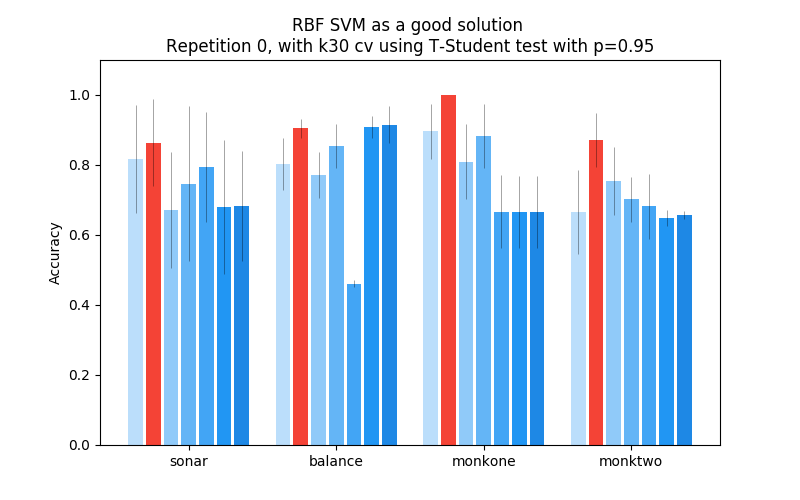 RBF SVM as a good solution
Repetition 0, with k30 cv using T-Student test with p=0.95
Accuracy
1.0
0.8
0.6
0.4
0.2
0.0
sonar
balance
monkone
monktwo